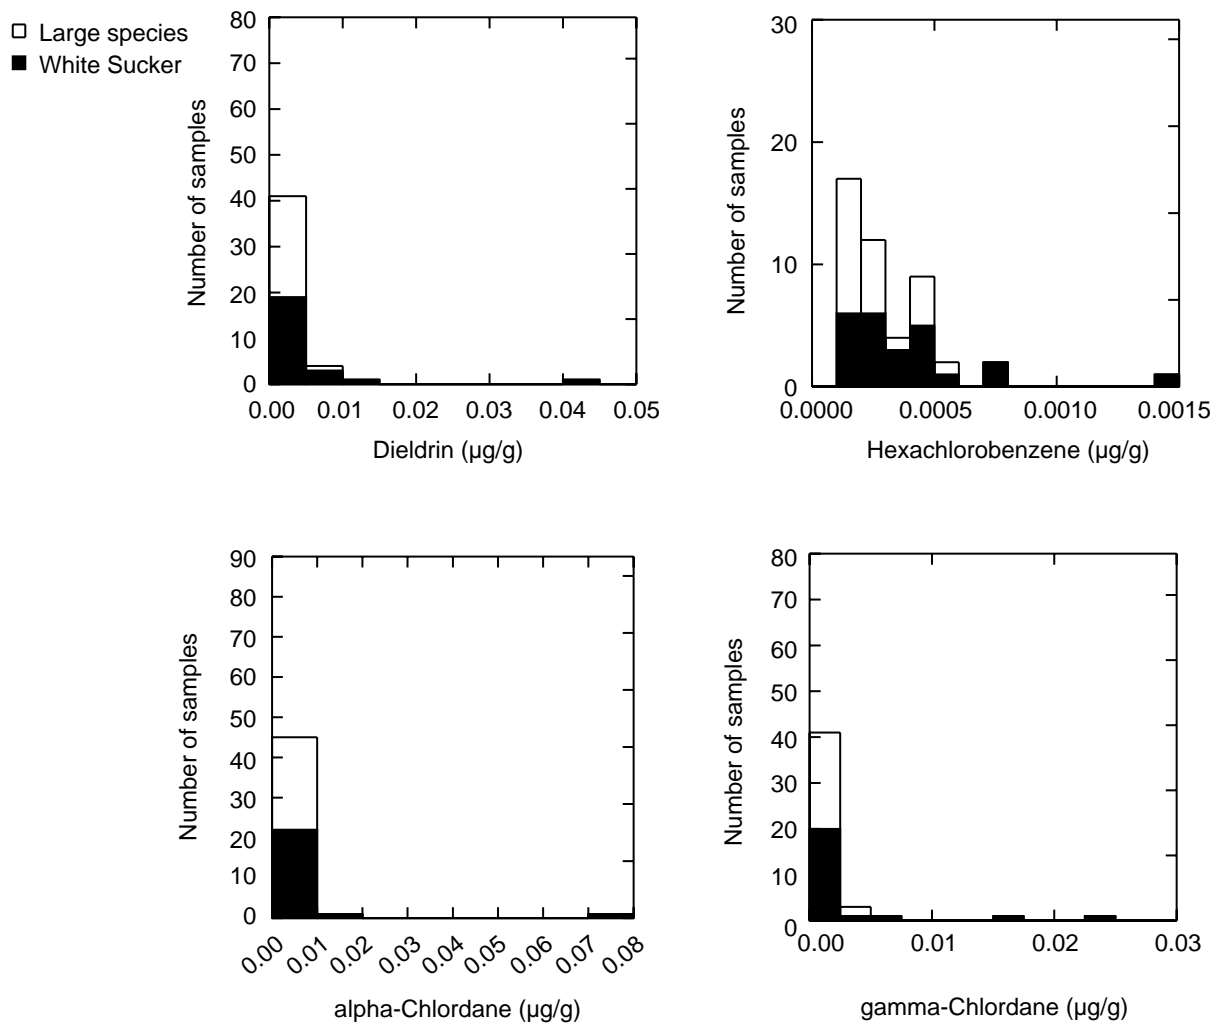 Large species
White Sucker
80
70
60
50
40
30
20
10
0
Number of samples
0.00 0.01 0.02 0.03 0.04 0.05
Dieldrin (µg/g)
30
20
10
0
Number of samples
0.0000 0.0005 0.0010 0.0015
Hexachlorobenzene (µg/g)
90
80
70
60
50
40
30
20
10
0
Number of samples
0.00 0.01 0.02 0.03 0.04 0.05 0.06 0.07 0.08
alpha-Chlordane (µg/g)
80
70
60
50
40
30
20
10
0
Number of samples
0.00 0.01 0.02 0.03
gamma-Chlordane (µg/g)